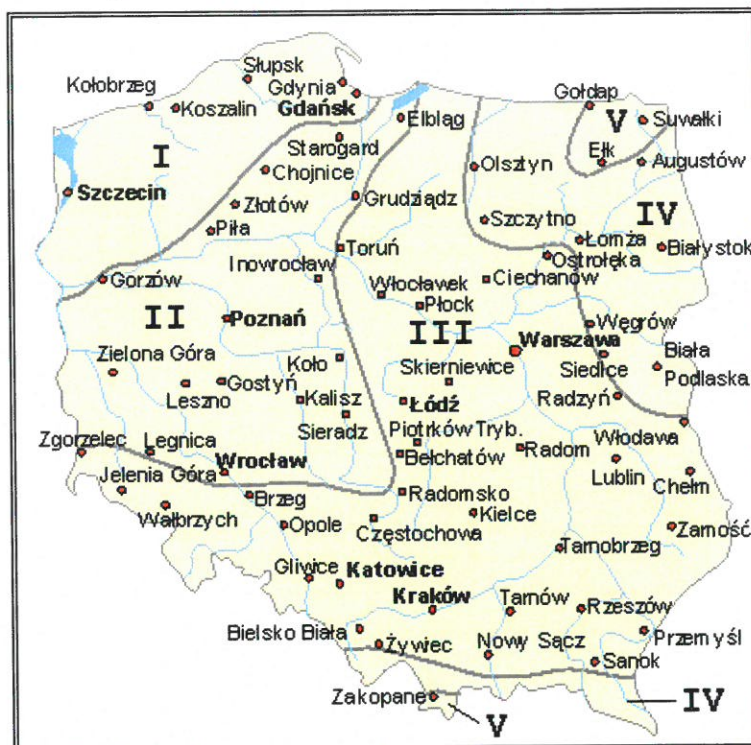 Słupsk
Kołobrzeg
Gdynia
Koszalin
Gdańsk
Gołdap
Elbląg
V
Suwałki
Starogard
I
Ełk
Augustów
Chojnice
Olsztyn
Szczecin
Złotów
Grudziądz
IV
Szczytno
Piła
Łomża
Toruń
Białystok
Ostrołęka
Inowrocław
Gorzów
Włocławek
Ciechanów
Płock
II
Poznań
III
Węgrów
Warszawa
Zielona Góra
Koło
Skierniewice
Siedlce
Biała
Podlaska
Gostyń
Leszno
Kalisz
Łódź
Radzyń
Sieradz
Piotrków Tryb.
Włodawa
Zgorzelec
Legnica
Wrocław
Bełchatów
Radom
Lublin
Jelenia Góra
Chełm
Brzeg
Radomsko
Wałbrzych
Opole
Częstochowa
Kielce
Zamość
Tarnobrzeg
Gliwice
Katowice
Kraków
Tarnów
Rzeszów
Bielsko Biała
Przemyśl
Żywiec
Nowy Sącz
Sanok
Zakopane
IV
V